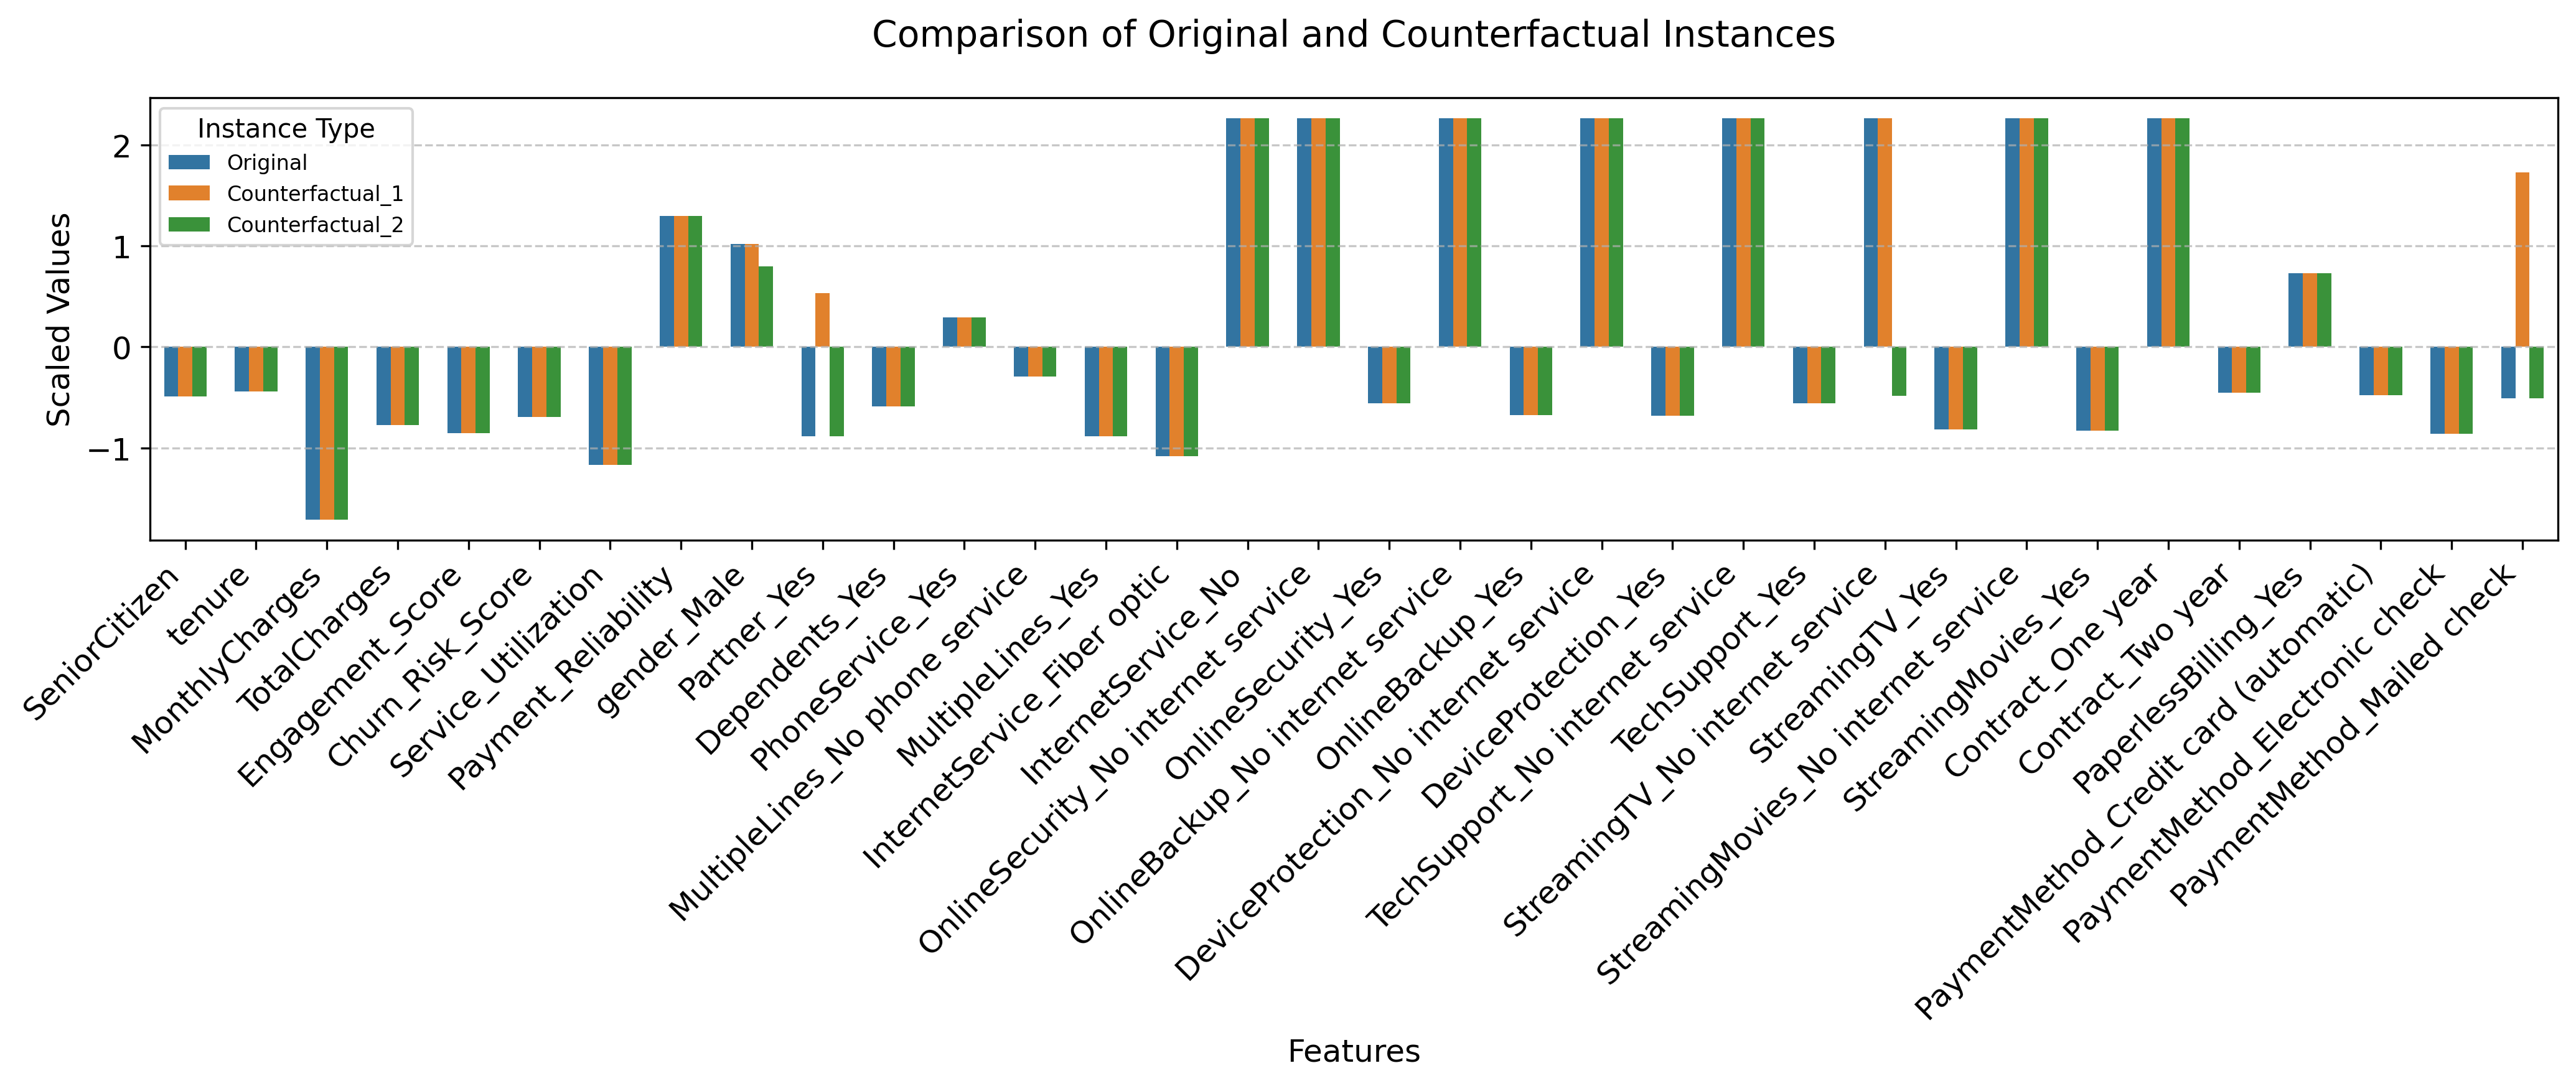 Comparison of Original and Counterfactual Instances
Instance Type
Original
Counterfactual_1
Counterfactual_2
Scaled Values
2
1
0
−1
SeniorCitizen
tenure
MonthlyCharges
TotalCharges
Engagement_Score
Churn_Risk_Score
Service_Utilization
Payment_Reliability
gender_Male
Partner_Yes
Dependents_Yes
PhoneService_Yes
MultipleLines_No phone service
MultipleLines_Yes
InternetService_Fiber optic
InternetService_No
OnlineSecurity_No internet service
OnlineSecurity_Yes
OnlineBackup_No internet service
OnlineBackup_Yes
DeviceProtection_No internet service
DeviceProtection_Yes
TechSupport_No internet service
TechSupport_Yes
StreamingTV_No internet service
StreamingTV_Yes
StreamingMovies_No internet service
StreamingMovies_Yes
Contract_One year
Contract_Two year
PaperlessBilling_Yes
PaymentMethod_Credit card (automatic)
PaymentMethod_Electronic check
PaymentMethod_Mailed check
Features